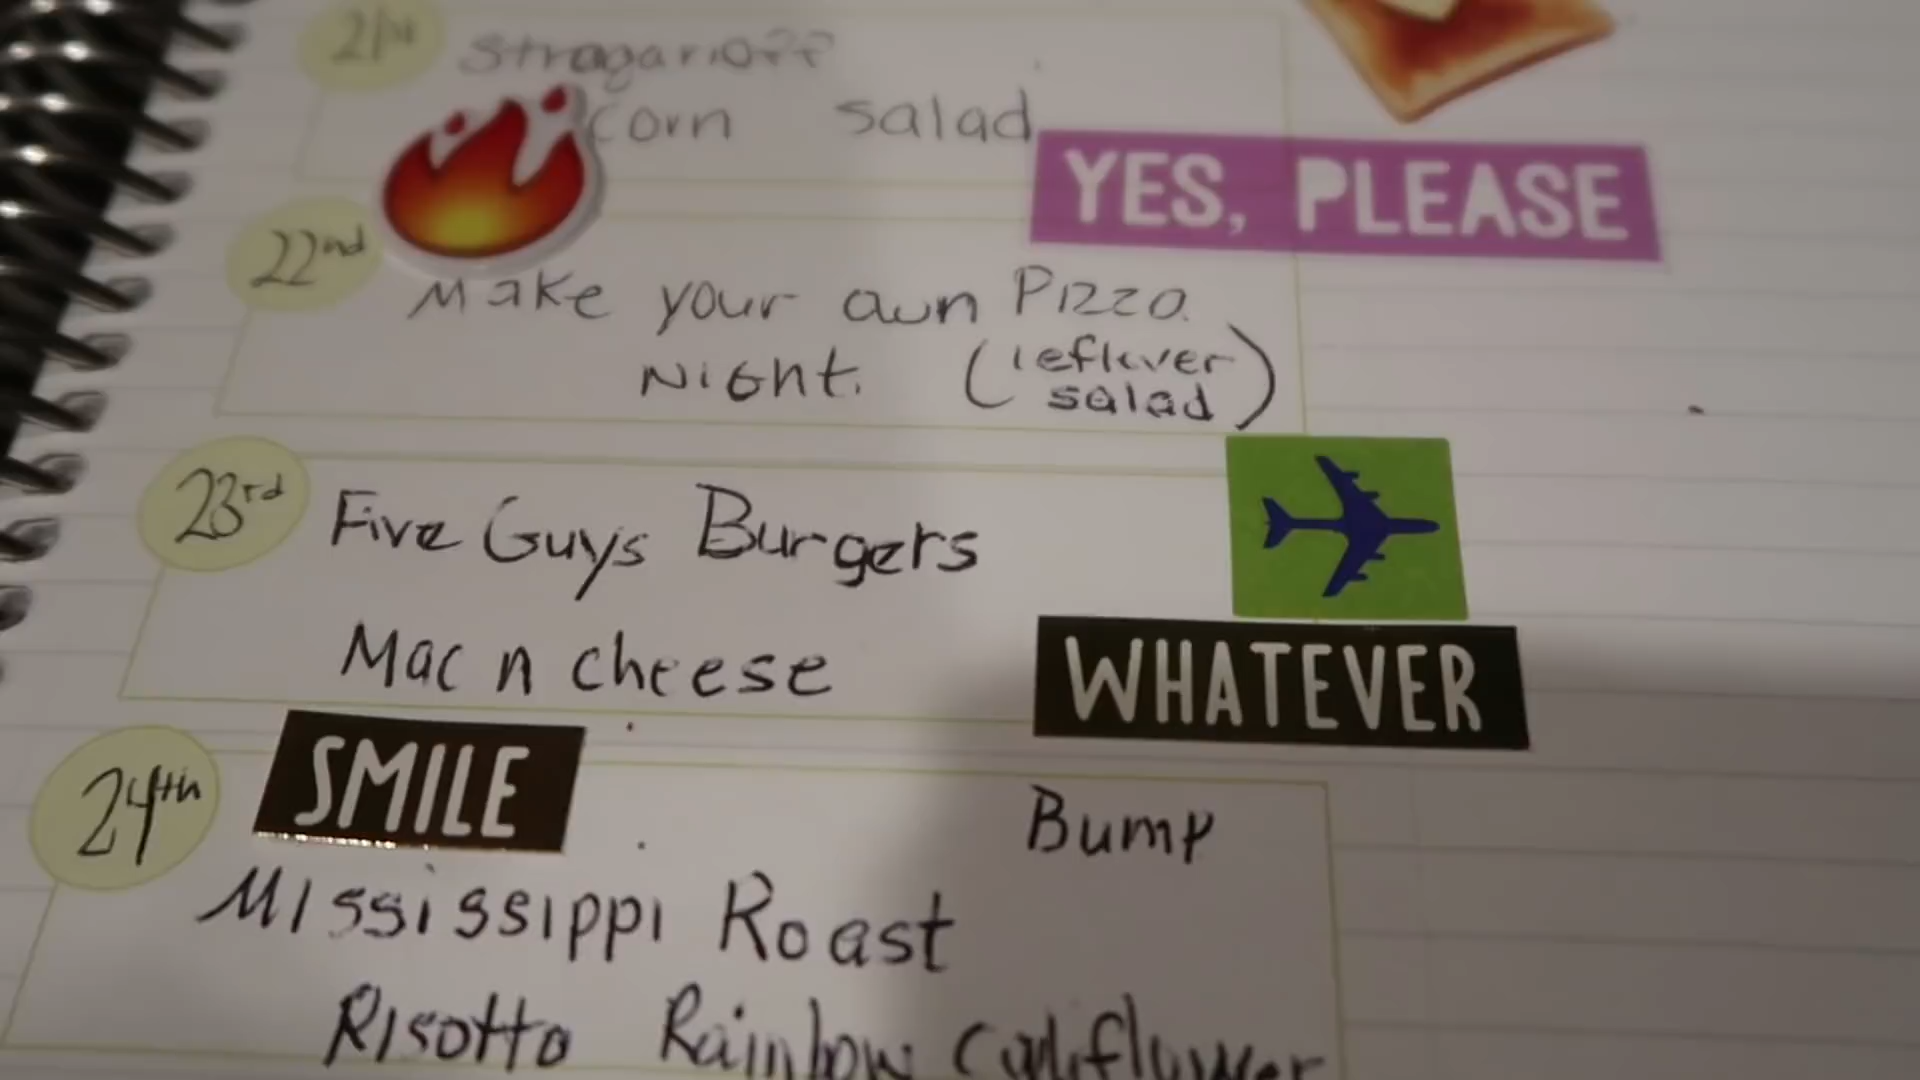 21st Stroganoff
corn salad
YES, PLEASE
22nd
Make your own Pizza
Night. (leftover
salad)
23rd Five Guys Burgers
Mac n cheese
WHATEVER
24th SMILE
Bump
Mississippi Roast
Risotto Rainbow Cauliflower